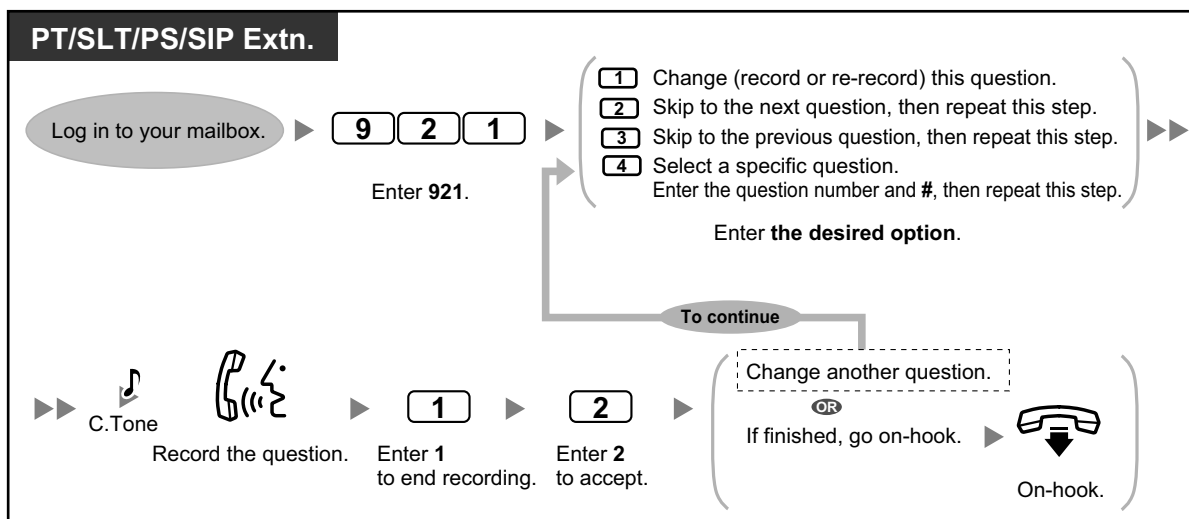 PT/SLT/PS/SIP Extn.
Log in to your mailbox.
9 2 1
Enter 921.
1 Change (record or re-record) this question.
2 Skip to the next question, then repeat this step.
3 Skip to the previous question, then repeat this step.
4 Select a specific question.
Enter the question number and #, then repeat this step.
Enter the desired option.
To continue
C.Tone
Record the question.
1
Enter 1
to end recording.
2
Enter 2
to accept.
Change another question.
OR
If finished, go on-hook.
On-hook.